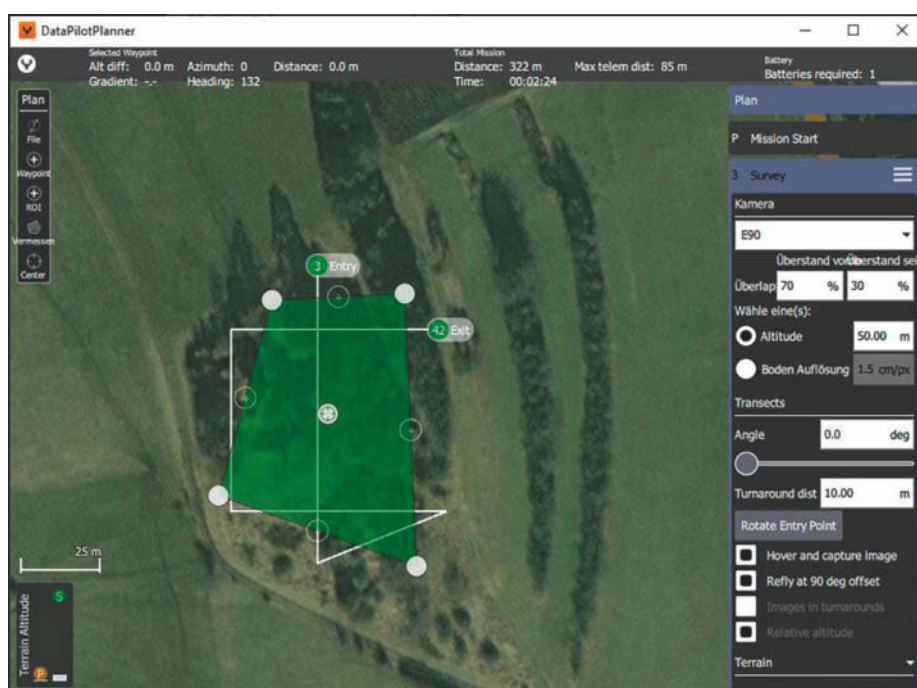 DataPilotPlanner
Selected Waypoint
Alt diff: 0.0 m Azimuth: 0 Distance: 0.0 m
Gradient: -.- Heading: 132
Total Mission
Distance: 322 m Max telem dist: 85 m
Time: 00:02:24
Battery
Batteries required: 1
Plan
File
Waypoint
ROI
Vermessen
Center
3 Entry
42 Exit
25 m
Terrain Altitude
S
P
Plan
P Mission Start
3 Survey
Kamera
E90
Überstand vorde Überstand sei
Überlap 70 % 30 %
Wähle eine(s):
Altitude 50.00 m
Boden Auflösung 1.5 cm/px
Transects
Angle 0.0 deg
Turnaround dist 10.00 m
Rotate Entry Point
Hover and capture image
Refly at 90 deg offset
Images in turnarounds
Relative altitude
Terrain